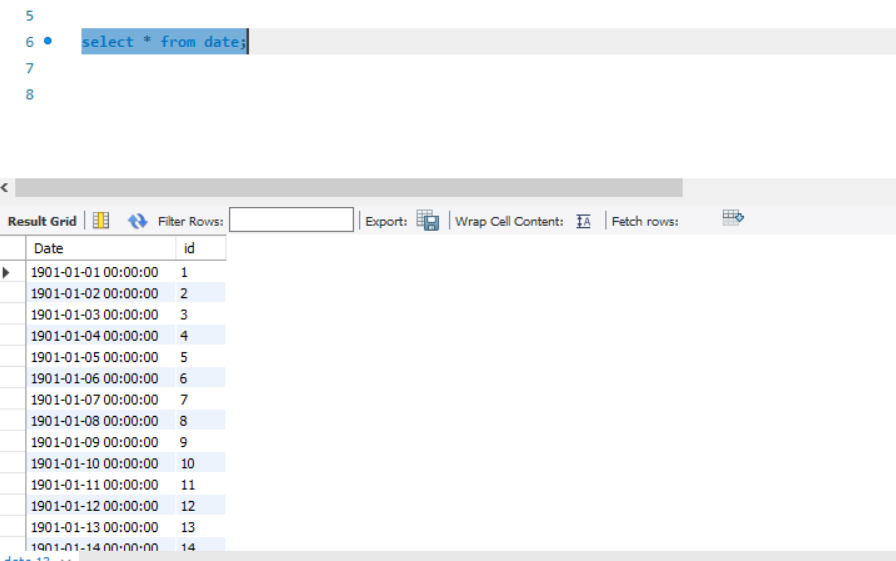 5
6 select * from date;
7
8
Result Grid Filter Rows: Export: Wrap Cell Content: Fetch rows:
Date id
1901-01-01 00:00:00 1
1901-01-02 00:00:00 2
1901-01-03 00:00:00 3
1901-01-04 00:00:00 4
1901-01-05 00:00:00 5
1901-01-06 00:00:00 6
1901-01-07 00:00:00 7
1901-01-08 00:00:00 8
1901-01-09 00:00:00 9
1901-01-10 00:00:00 10
1901-01-11 00:00:00 11
1901-01-12 00:00:00 12
1901-01-13 00:00:00 13
1901-01-14 00:00:00 14